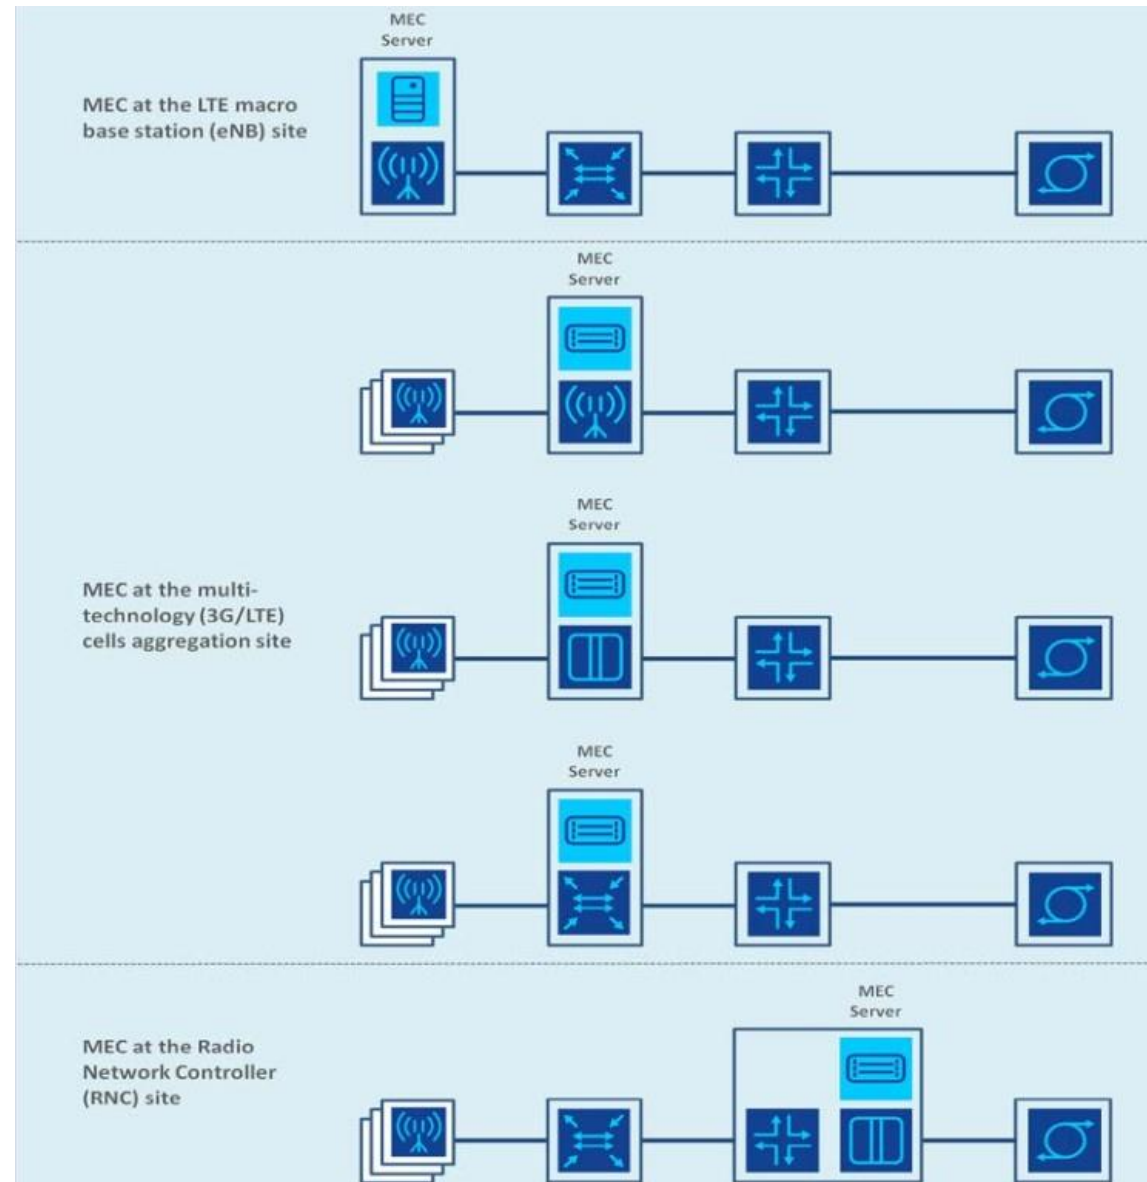 MEC
Server
MEC at the LTE macro
base station (eNB) site
MEC
Server
MEC
Server
MEC at the multi-
technology (3G/LTE)
cells aggregation site
MEC
Server
MEC
Server
MEC at the Radio
Network Controller
(RNC) site